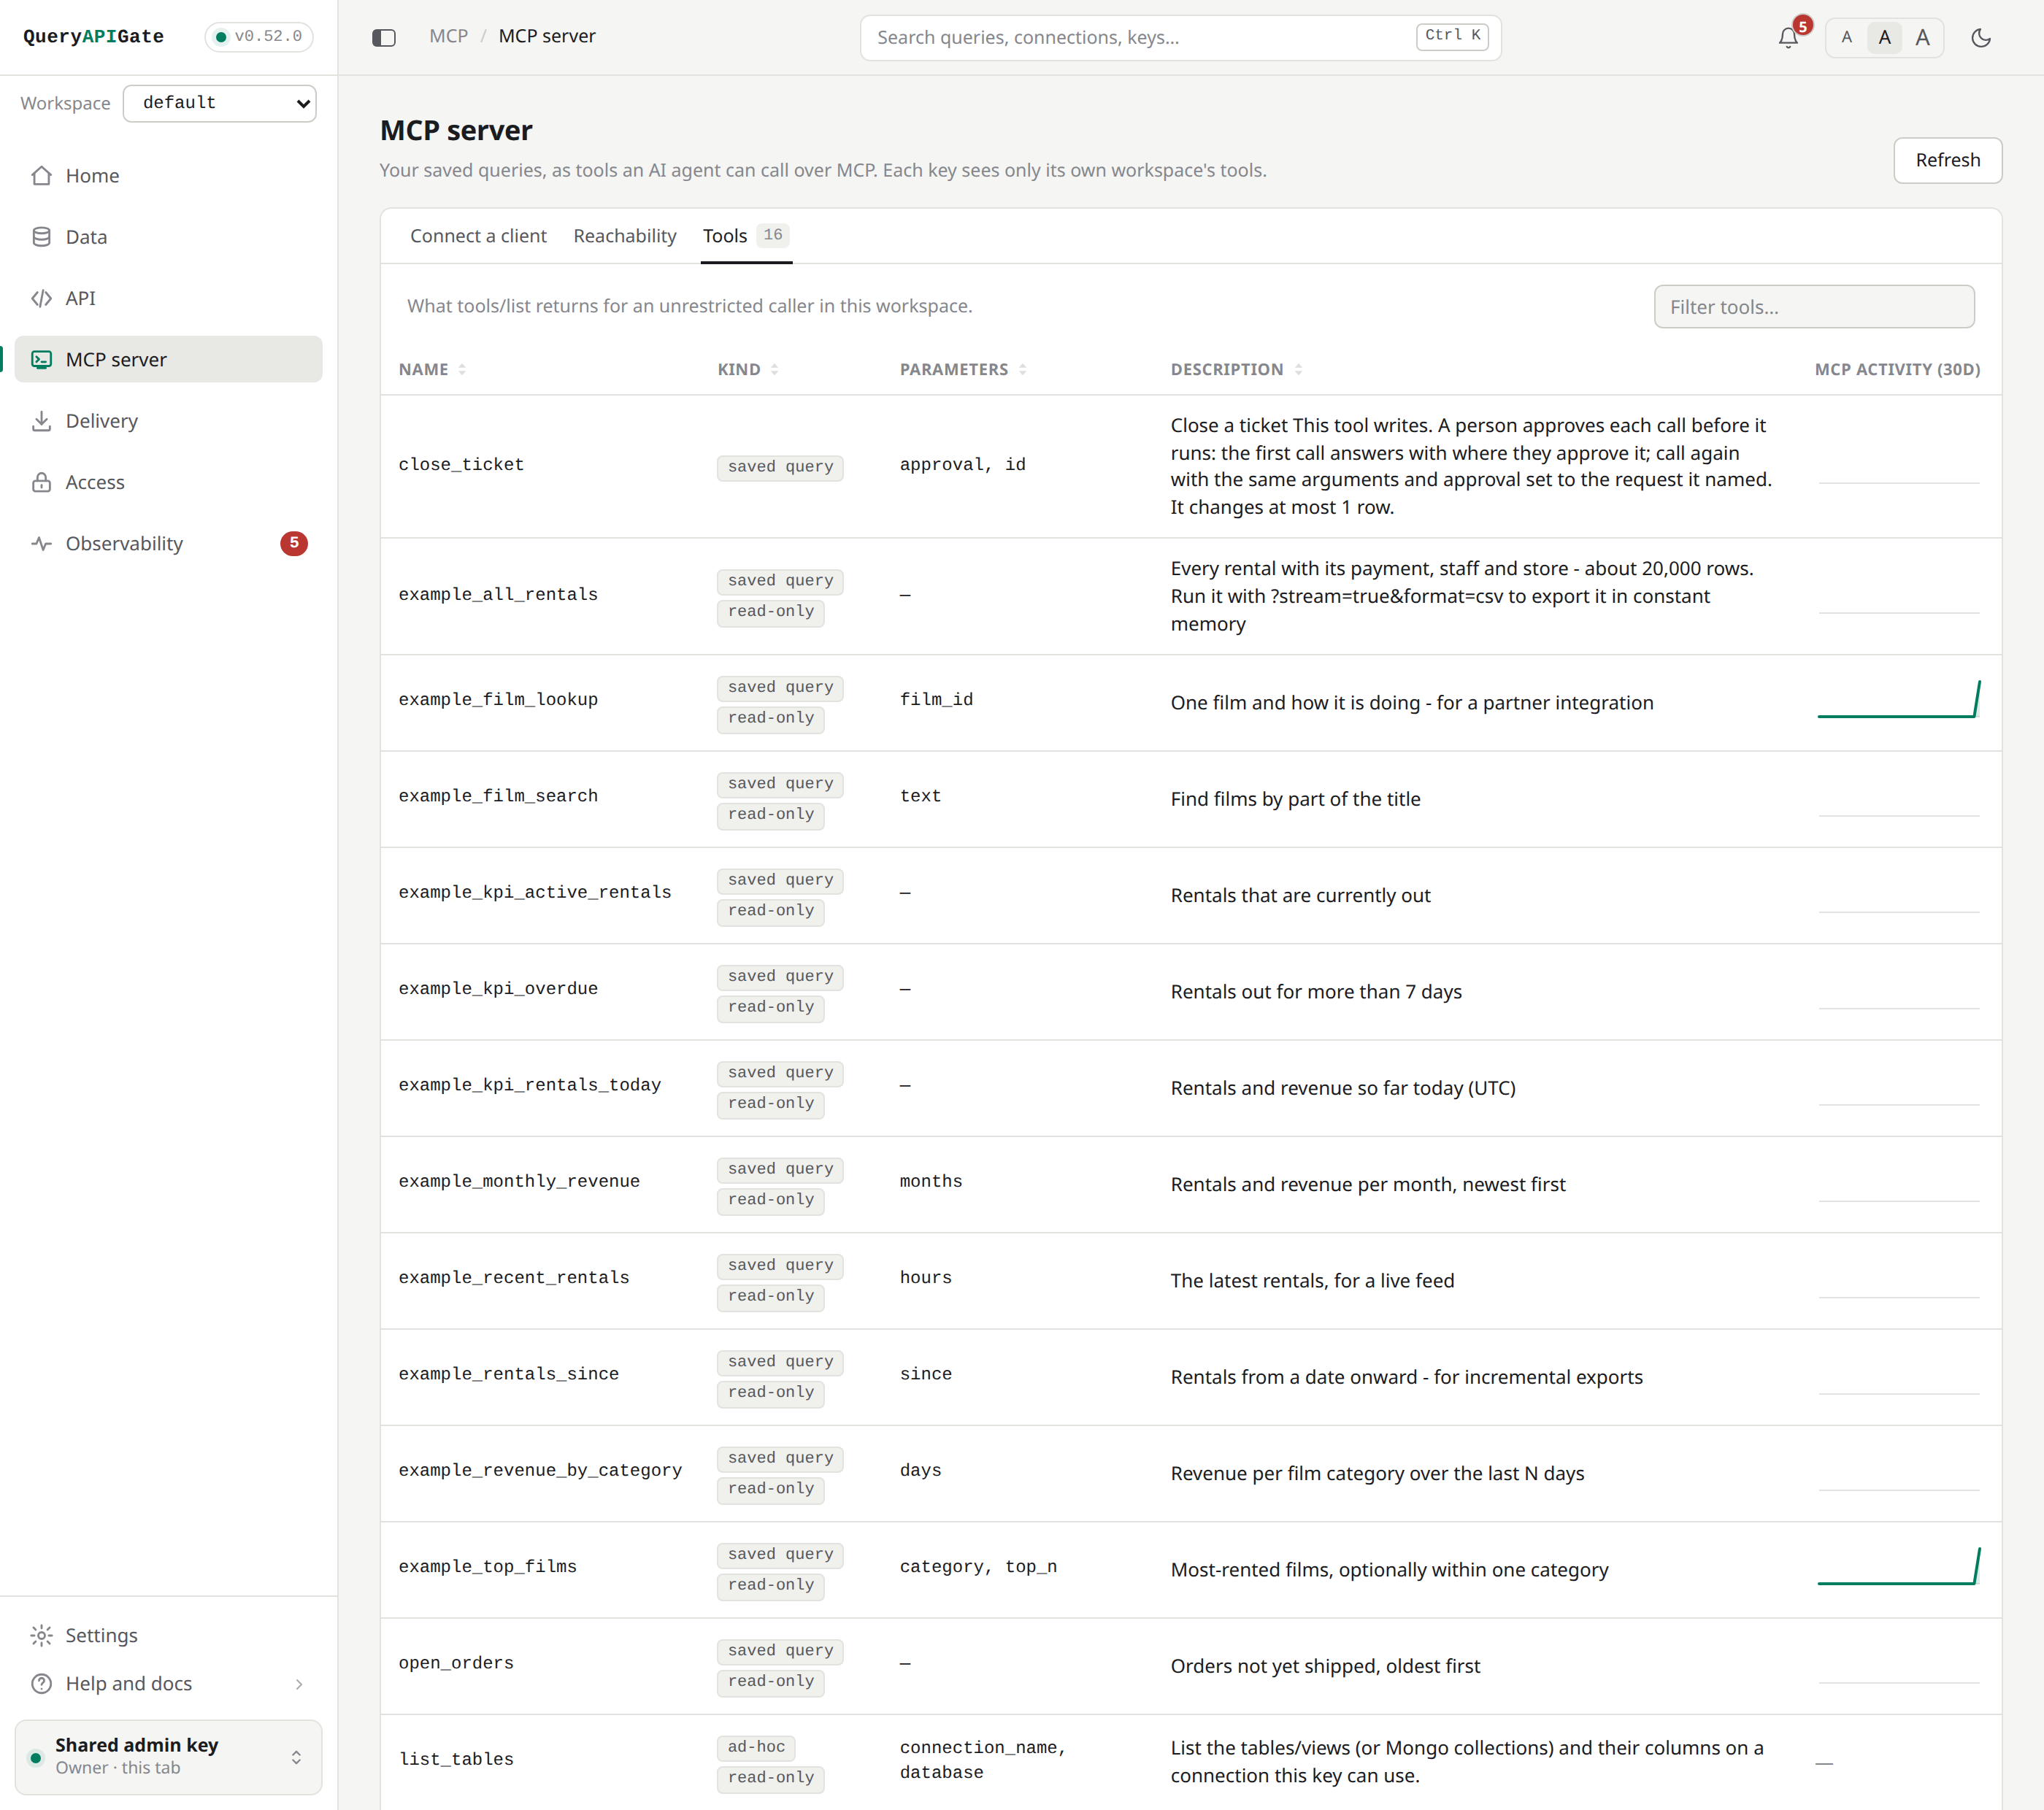 QueryAPIGate v0.52.0
MCP / MCP server
Search queries, connections, keys... Ctrl K
5
A A A
Workspace default
Home
Data
API
MCP server
Delivery
Access
Observability 5
Settings
Help and docs
Shared admin key
Owner · this tab
MCP server
Your saved queries, as tools an AI agent can call over MCP. Each key sees only its own workspace's tools.
Refresh
Connect a client Reachability Tools 16
What tools/list returns for an unrestricted caller in this workspace.
Filter tools...
NAME KIND PARAMETERS DESCRIPTION MCP ACTIVITY (30D)
close_ticket saved query approval, id
Close a ticket This tool writes. A person approves each call before it
runs: the first call answers with where they approve it; call again
with the same arguments and approval set to the request it named.
It changes at most 1 row.
example_all_rentals saved query read-only —
Every rental with its payment, staff and store - about 20,000 rows.
Run it with ?stream=true&format=csv to export it in constant
memory
example_film_lookup saved query read-only film_id One film and how it is doing - for a partner integration
example_film_search saved query read-only text Find films by part of the title
example_kpi_active_rentals saved query read-only — Rentals that are currently out
example_kpi_overdue saved query read-only — Rentals out for more than 7 days
example_kpi_rentals_today saved query read-only — Rentals and revenue so far today (UTC)
example_monthly_revenue saved query read-only months Rentals and revenue per month, newest first
example_recent_rentals saved query read-only hours The latest rentals, for a live feed
example_rentals_since saved query read-only since Rentals from a date onward - for incremental exports
example_revenue_by_category saved query read-only days Revenue per film category over the last N days
example_top_films saved query read-only category, top_n Most-rented films, optionally within one category
open_orders saved query read-only — Orders not yet shipped, oldest first
list_tables ad-hoc read-only connection_name, database
List the tables/views (or Mongo collections) and their columns on a
connection this key can use.
—